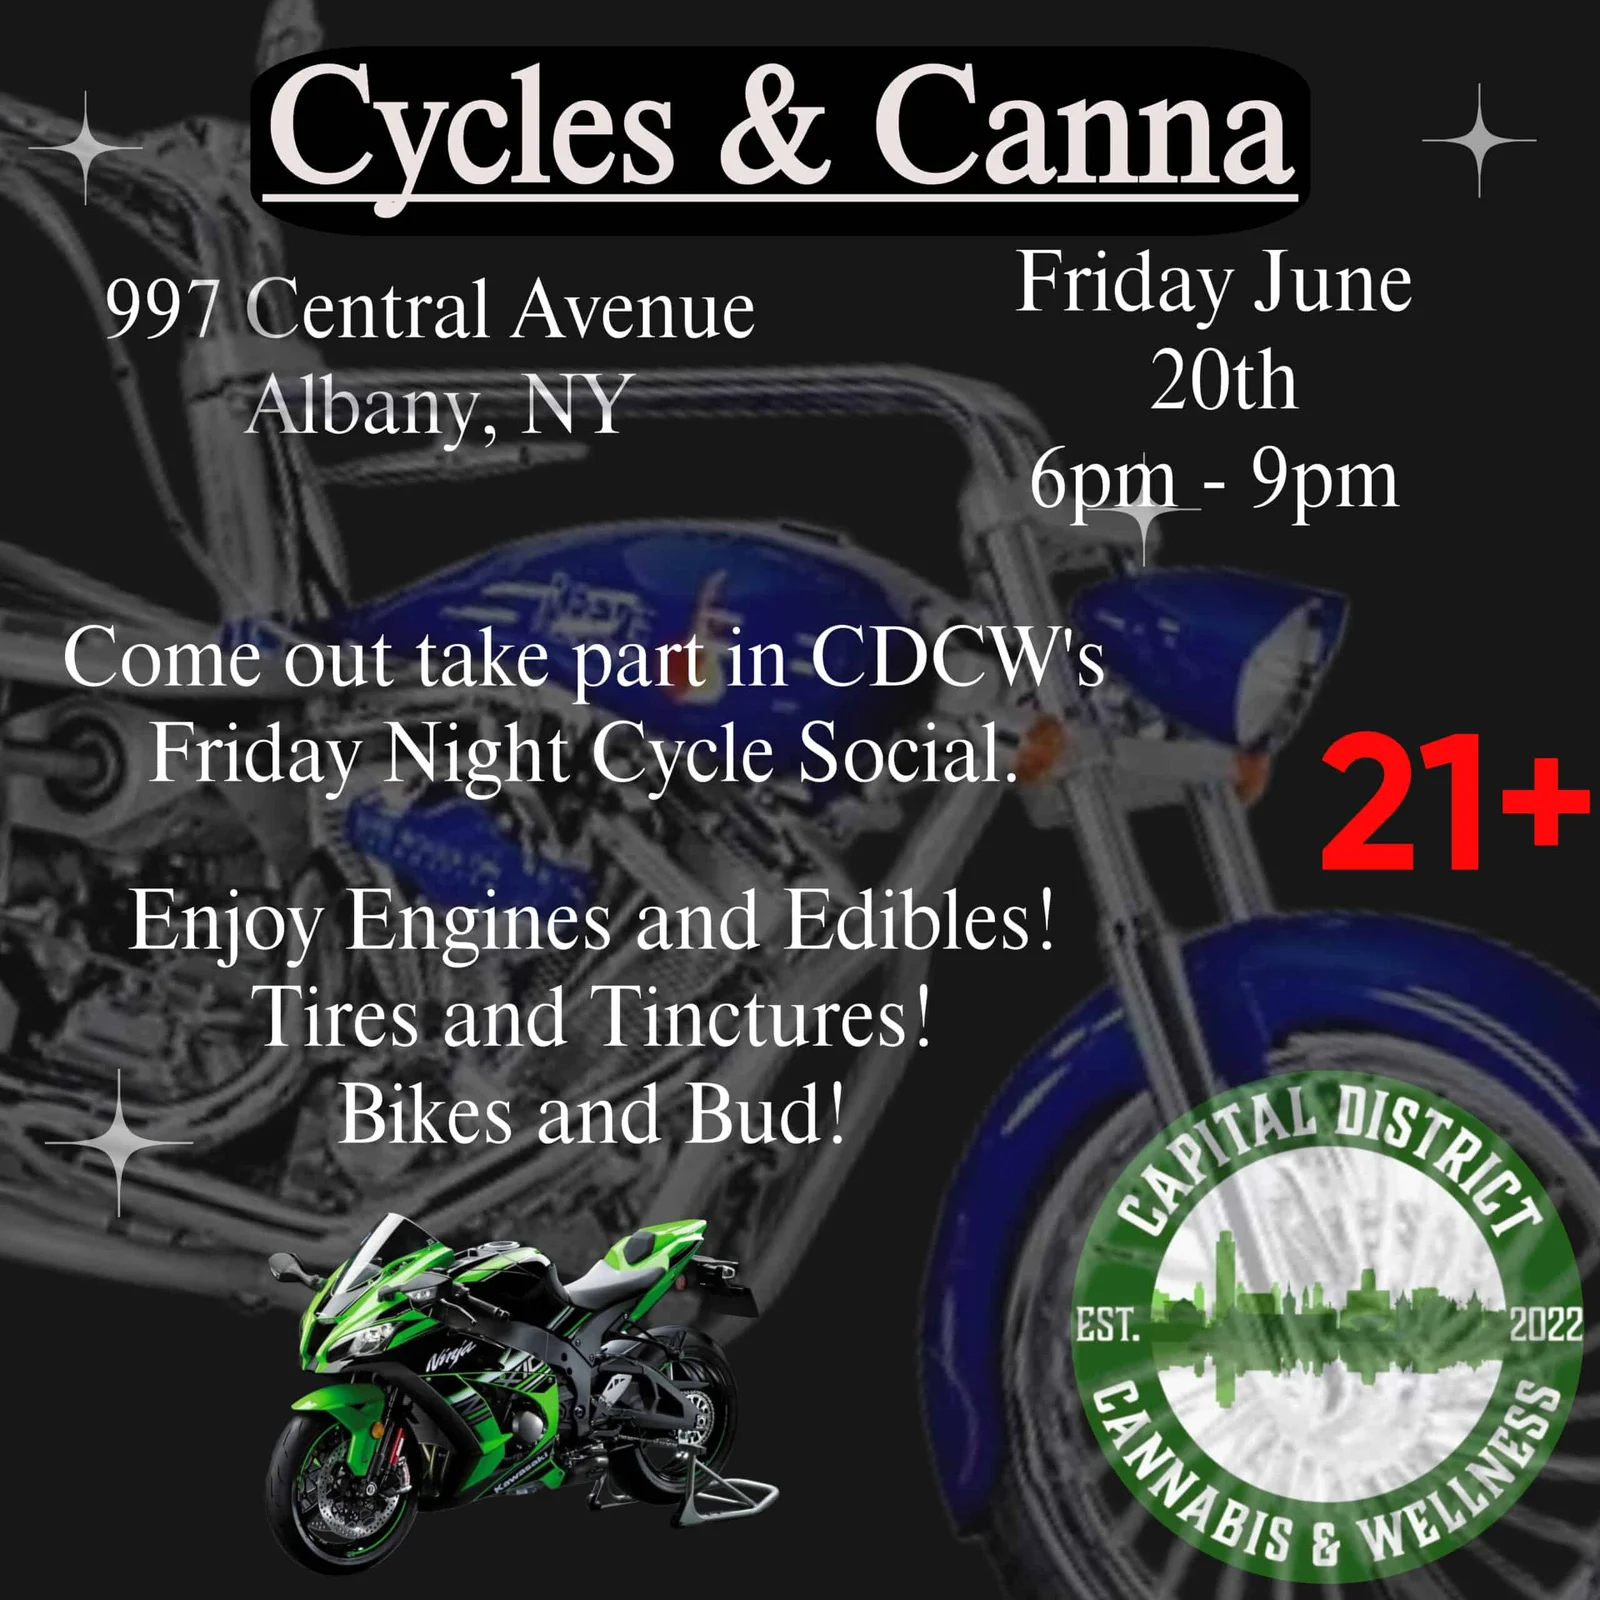 Cycles & Canna
997 Central Avenue
Albany, NY
Friday June
20th
6pm - 9pm
Come out take part in CDCW's
Friday Night Cycle Social.
21+
Enjoy Engines and Edibles!
Tires and Tinctures!
Bikes and Bud!
Ninja
Kawasaki
CAPITAL DISTRICT
EST. 2022
CANNABIS & WELLNESS